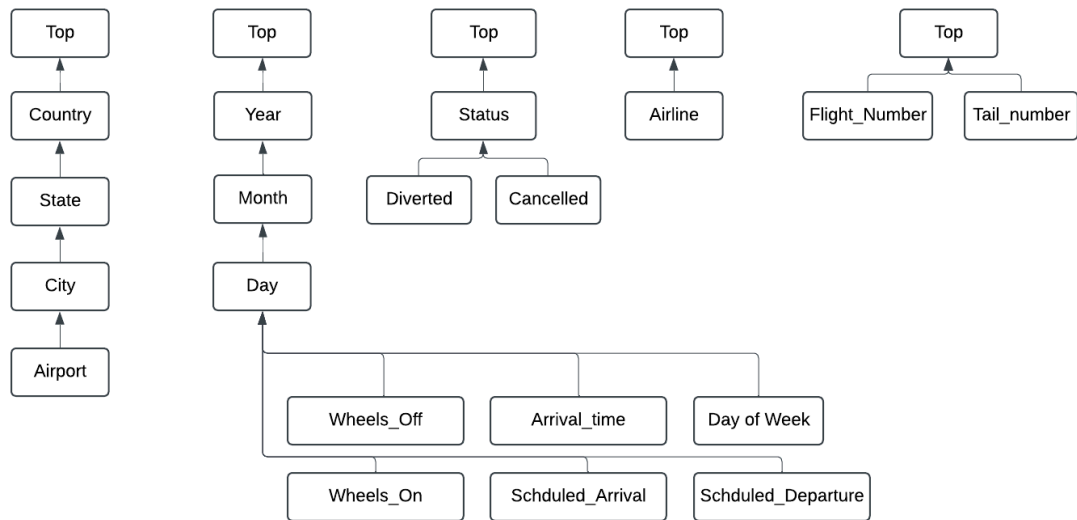 Top
Top
Top
Top
Top
Country
Year
Status
Airline
Flight_Number
Tail_number
State
Month
Diverted
Cancelled
City
Day
Airport
Wheels_Off
Arrival_time
Day of Week
Wheels_On
Schduled_Arrival
Schduled_Departure